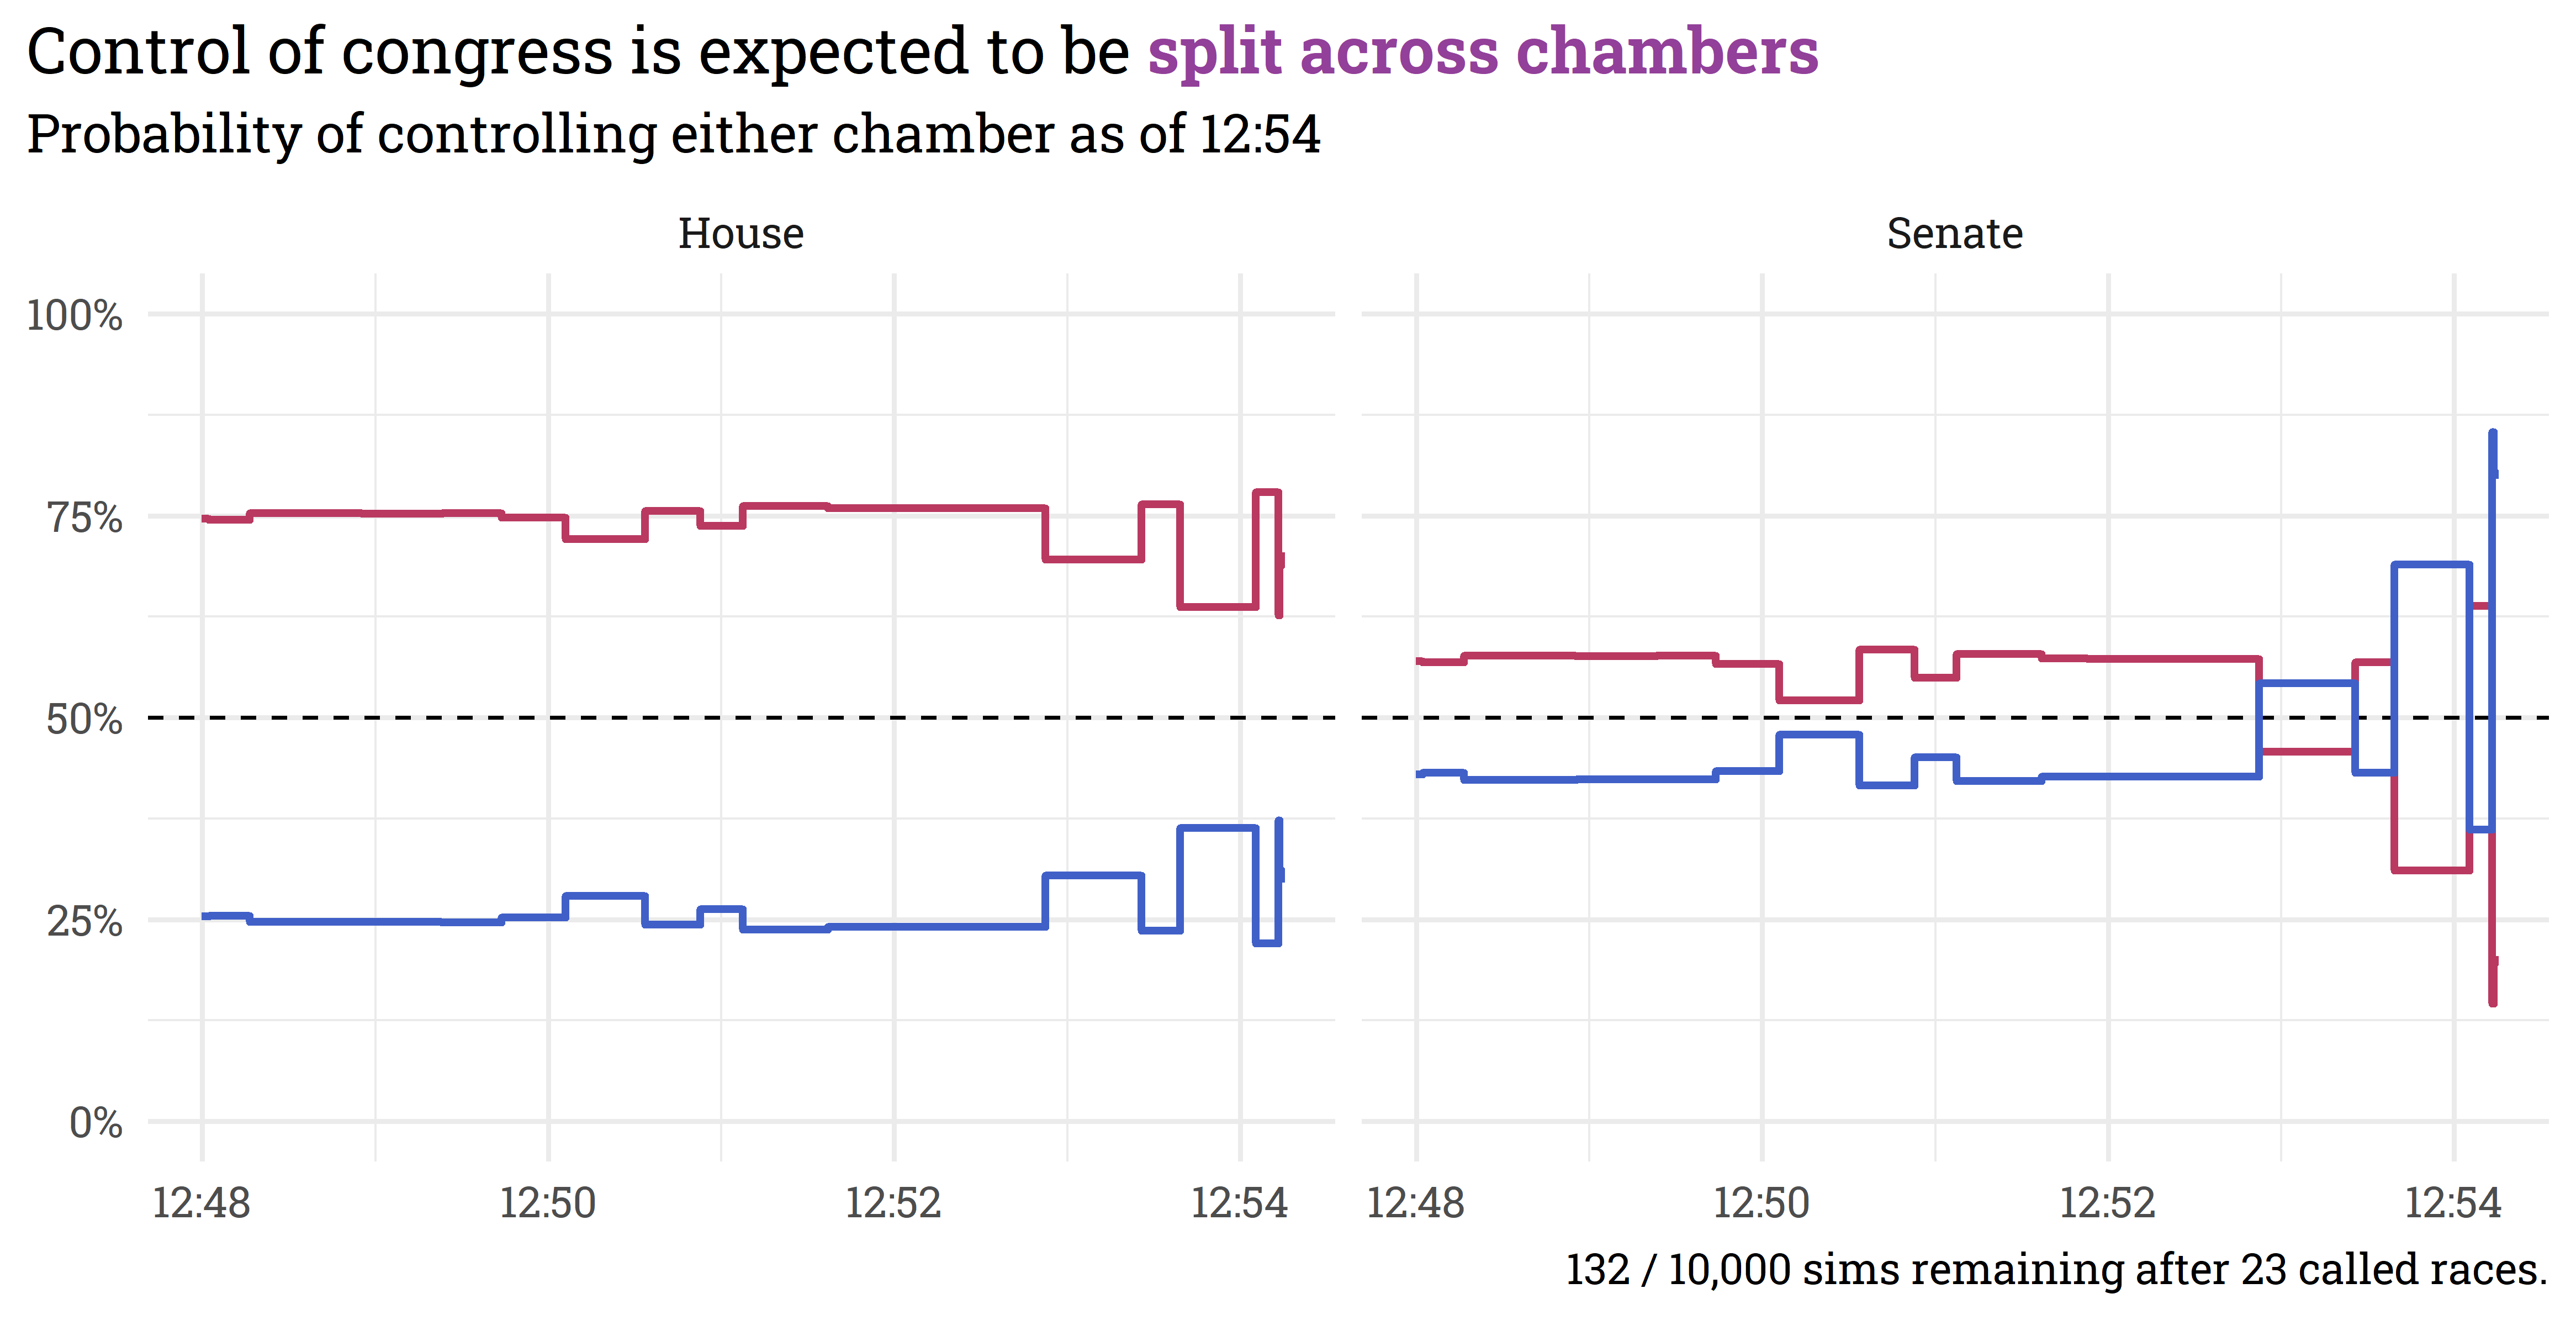 Control of congress is expected to be split across chambers
Probability of controlling either chamber as of 12:54
House
Senate
100%
75%
50%
25%
0%
12:48 12:50 12:52 12:54
12:48 12:50 12:52 12:54
132 / 10,000 sims remaining after 23 called races.